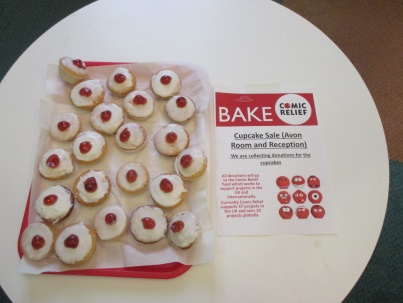 BAKE
COMIC
RELIEF
Cupcake Sale (Avon
Room and Reception)
We are collecting donations for the
cupcakes
All donations will go
to the Comic Relief
fund which works to
support projects in
the UK and
internationally.
Currently Comic Relief
supports 37 projects in
the UK and over 35
projects globally.